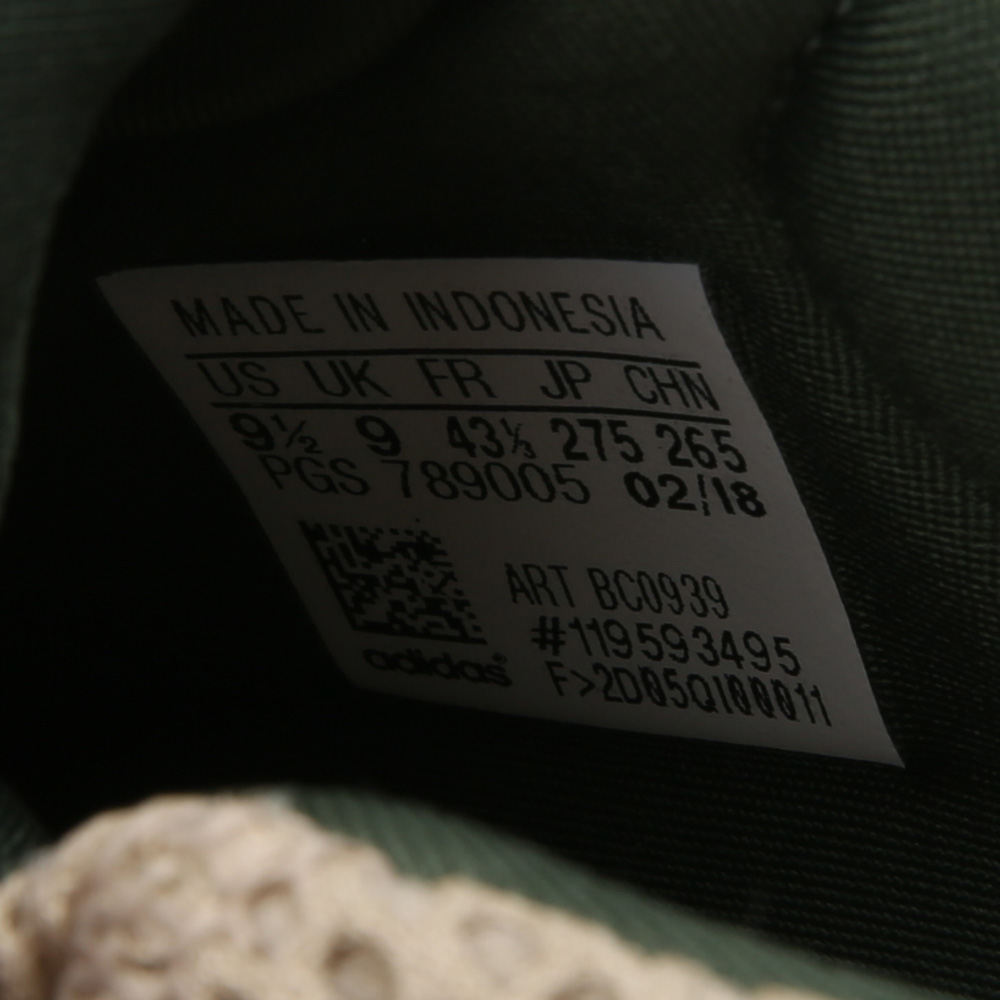 MADE IN INDONESIA
US UK FR JP CHN
9½ 9 43⅓ 275 265
PGS 789005 02/18
ART BC0939
#119593495
adidas®
F>2D05QI00011